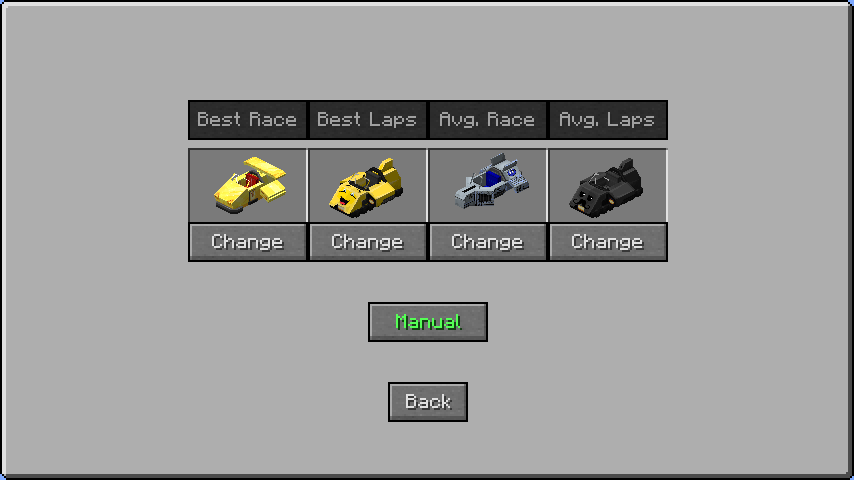 Best Race Best Laps Avg. Race Avg. Laps
Change Change Change Change
Manual
Back